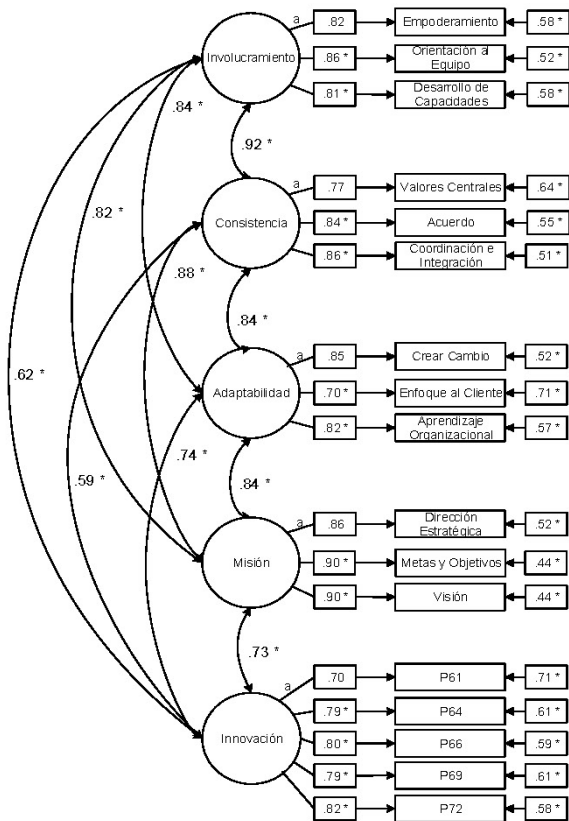 a .82 Empoderamiento .58 *
Involucramiento .86 * Orientación al
Equipo .52 *
.81 * Desarrollo de
Capacidades .58 *
.84 *
.92 *
a .77 Valores Centrales .64 *
.82 *
Consistencia .84 * Acuerdo .55 *
.86 * Coordinación e
Integración .51 *
.88 *
.84 *
a .85 Crear Cambio .52 *
.62 *
Adaptabilidad .70 * Enfoque al Cliente .71 *
.82 * Aprendizaje
Organizacional .57 *
.74 *
.59 *
.84 *
a .86 Dirección
Estratégica .52 *
Misión .90 * Metas y Objetivos .44 *
.90 * Visión .44 *
.73 *
a .70 P61 .71 *
.79 * P64 .61 *
Innovación .80 * P66 .59 *
.79 * P69 .61 *
.82 * P72 .58 *